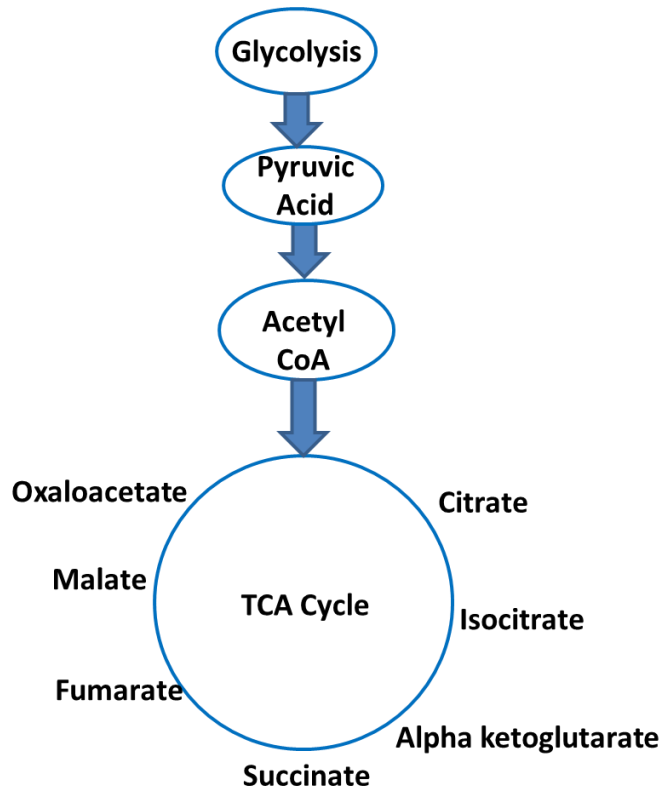 Glycolysis
Pyruvic
Acid
Acetyl
CoA
Oxaloacetate
Citrate
Malate
TCA Cycle
Isocitrate
Fumarate
Alpha ketoglutarate
Succinate